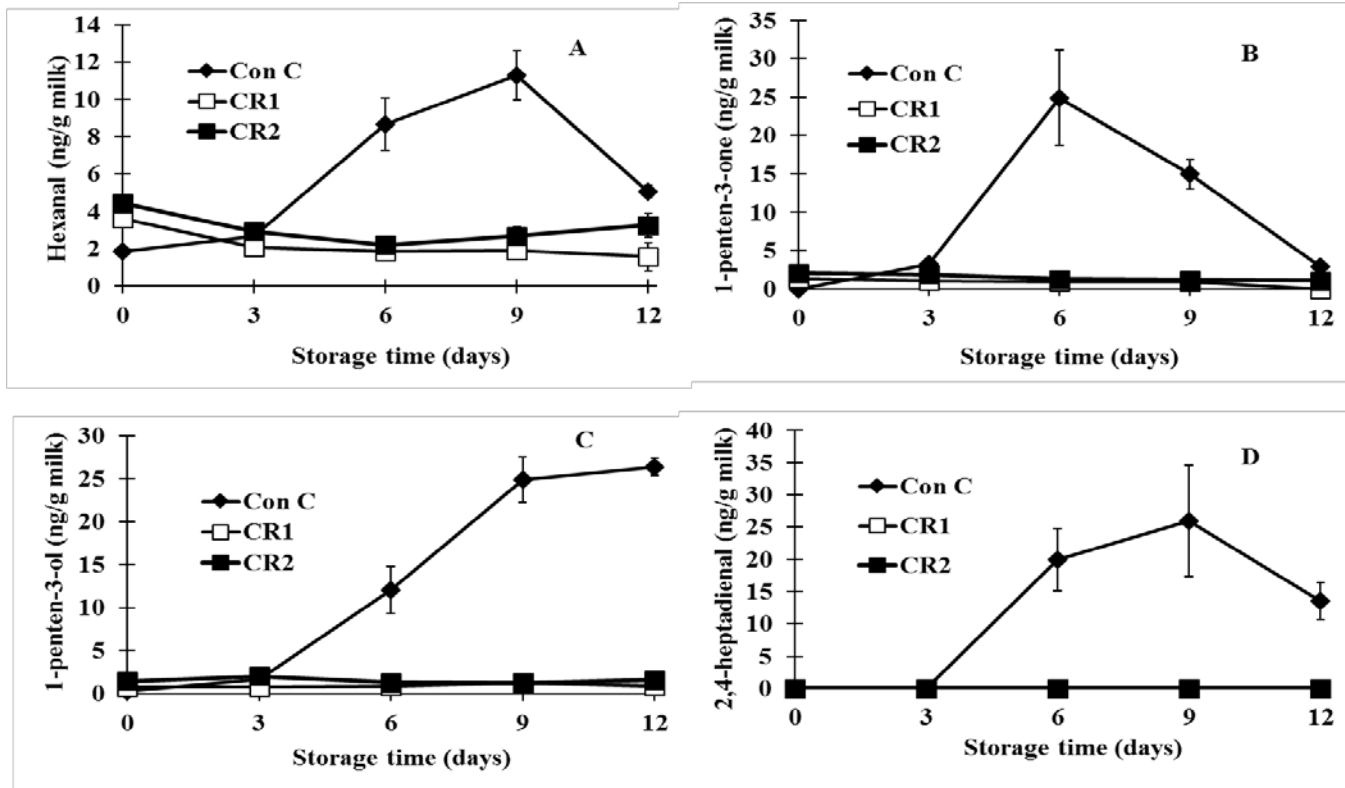 A
Hexanal (ng/g milk)
14
12
10
8
6
4
2
0
Con C
CR1
CR2
0 3 6 9 12
Storage time (days)
B
1-penten-3-one (ng/g milk)
35
30
25
20
15
10
5
0
Con C
CR1
CR2
0 3 6 9 12
Storage time (days)
C
1-penten-3-ol (ng/g milk)
30
25
20
15
10
5
0
Con C
CR1
CR2
0 3 6 9 12
Storage time (days)
D
2,4-heptadienal (ng/g milk)
40
35
30
25
20
15
10
5
0
Con C
CR1
CR2
0 3 6 9 12
Storage time (days)